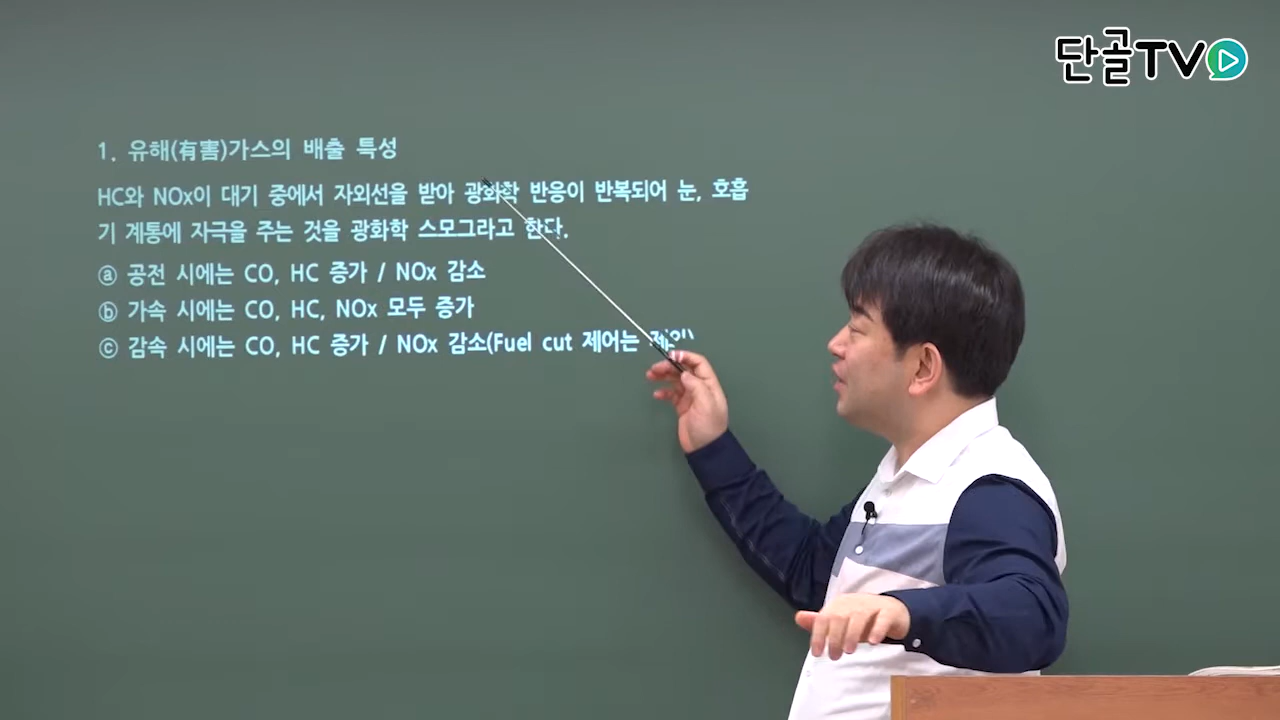 단골TV
1. 유해(有害)가스의 배출 특성
HC와 NOx이 대기 중에서 자외선을 받아 광화학 반응이 반복되어 눈, 호흡
기 계통에 자극을 주는 것을 광화학 스모그라고 한다.
ⓐ 공전 시에는 CO, HC 증가 / NOx 감소
ⓑ 가속 시에는 CO, HC, NOx 모두 증가
ⓒ 감속 시에는 CO, HC 증가 / NOx 감소(Fuel cut 제어는 제외)